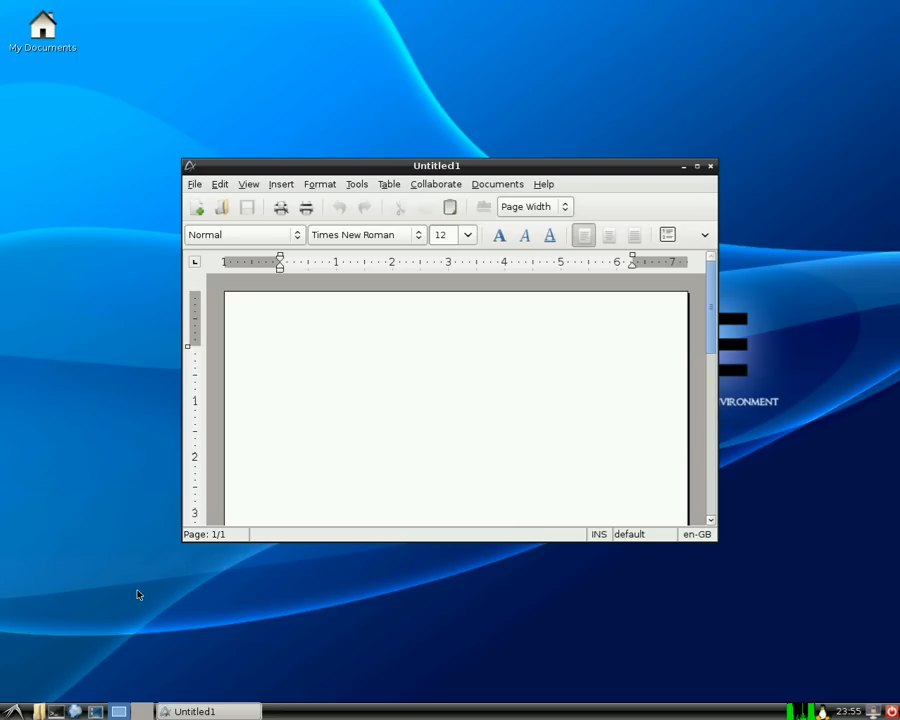 My Documents
Untitled1
File Edit View Insert Format Tools Table Collaborate Documents Help
Page Width
Normal Times New Roman 12 A A A
1 1 2 3 4 5 6 7
1
2
3
VIRONMENT
Page: 1/1 INS default en-GB
Untitled1 23:55